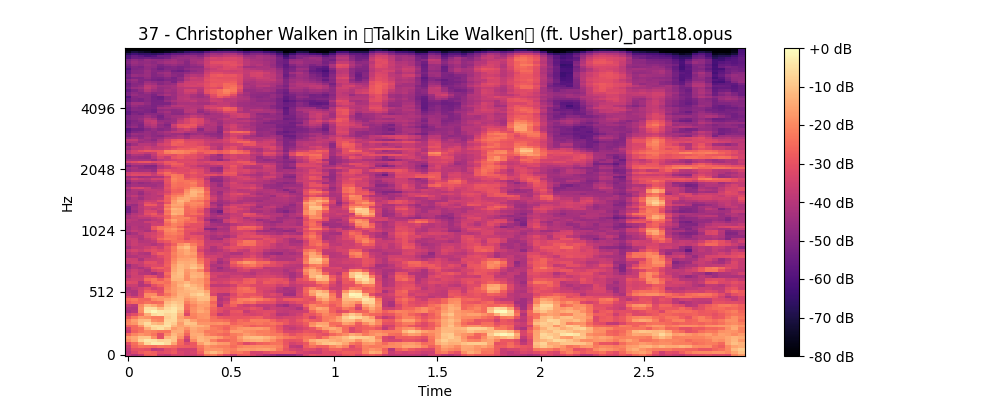 37 - Christopher Walken in ▯Talkin Like Walken▯ (ft. Usher)_part18.opus
Hz
4096
2048
1024
512
0
0
0.5
1
1.5
2
2.5
Time
+0 dB
-10 dB
-20 dB
-30 dB
-40 dB
-50 dB
-60 dB
-70 dB
-80 dB